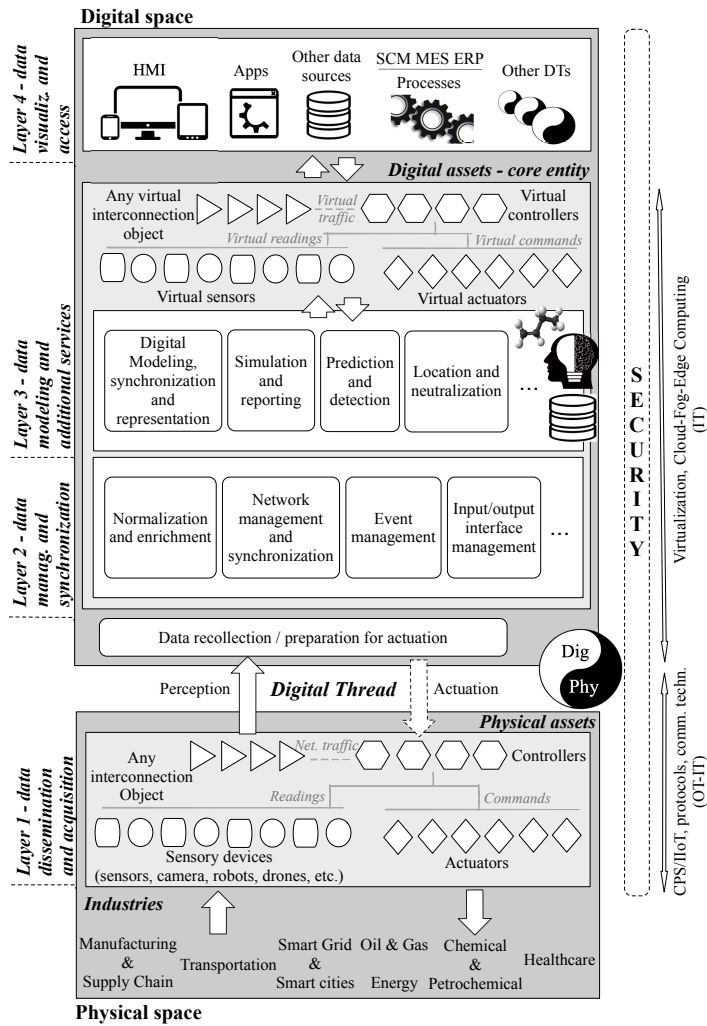 Digital space
Layer 4 - data
visualiz. and
access
HMI
Apps
Other data
sources
SCM MES ERP
Processes
Other DTs
Digital assets - core entity
Any virtual
interconnection
object
Virtual
traffic
Virtual
controllers
Virtual readings
Virtual commands
Virtual sensors
Virtual actuators
Layer 3 - data
modeling and
additional services
Digital
Modeling,
synchronization
and
representation
Simulation
and
reporting
Prediction
and
detection
Location and
neutralization
...
Layer 2 - data
manag. and
synchronization
Normalization
and enrichment
Network
management
and
synchronization
Event
management
Input/output
interface
management
...
Data recollection / preparation for actuation
Perception
Digital Thread
Actuation
Dig
Phy
Physical assets
Layer 1 - data
dissemination
and acquisition
Any
interconnection
Object
Net. traffic
Controllers
Readings
Commands
Sensory devices
(sensors, camera, robots, drones, etc.)
Actuators
Industries
Manufacturing
&
Supply Chain
Transportation
Smart Grid
&
Smart cities
Oil & Gas
Energy
Chemical
&
Petrochemical
Healthcare
Physical space
SECURITY
Virtualization, Cloud-Fog-Edge Computing
(IT)
CPS/IIoT, protocols, comm. techn.
(OT-IT)